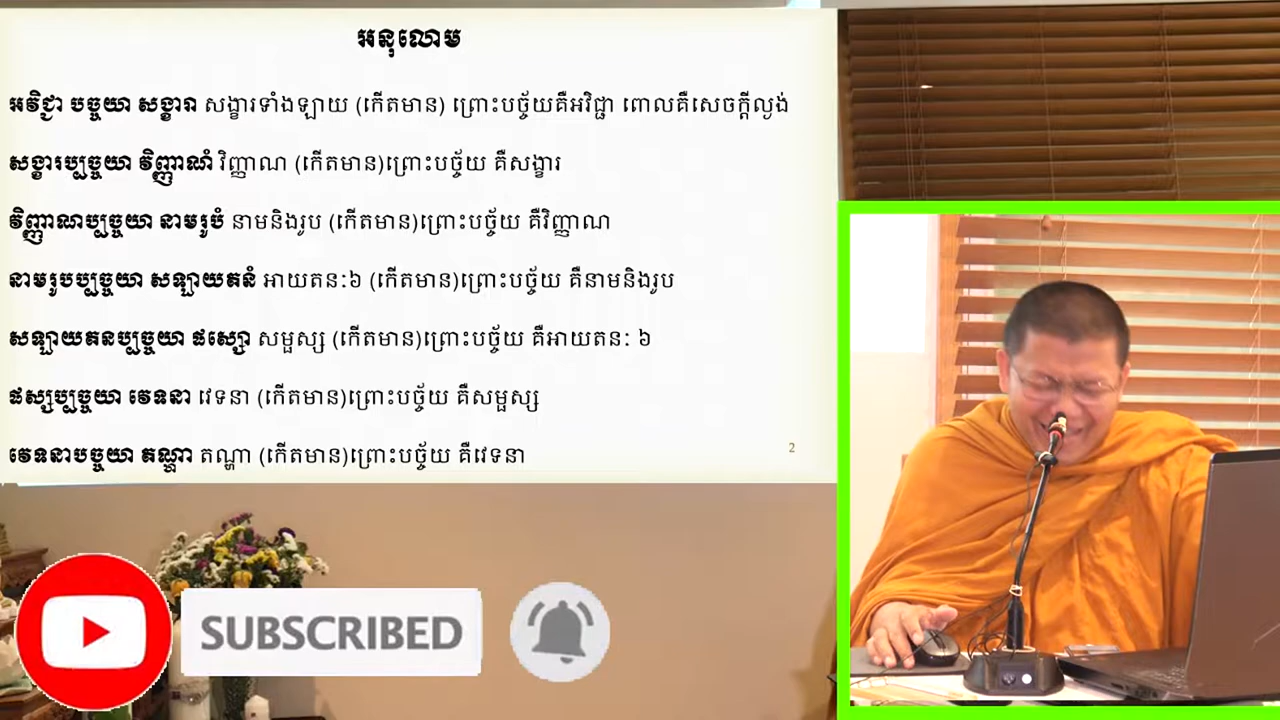 អនុលោម
អវិជ្ជា បច្ចយា សង្ខារា សង្ខារទាំងឡាយ (កើតមាន) ព្រោះបច្ច័យគឺអវិជ្ជា ពោលគឺសេចក្តីល្ងង់
សង្ខារប្បច្ចយា វិញ្ញាណំ វិញ្ញាណ (កើតមាន)ព្រោះបច្ច័យ គឺសង្ខារ
វិញ្ញាណប្បច្ចយា នាមរូបំ នាមនិងរូប (កើតមាន)ព្រោះបច្ច័យ គឺវិញ្ញាណ
នាមរូបប្បច្ចយា សឡាយតនំ អាយតនៈ៦ (កើតមាន)ព្រោះបច្ច័យ គឺនាមនិងរូប
សឡាយតនប្បច្ចយា ផស្សោ សម្ផស្ស (កើតមាន)ព្រោះបច្ច័យ គឺអាយតនៈ ៦
ផស្សប្បច្ចយា វេទនា វេទនា (កើតមាន)ព្រោះបច្ច័យ គឺសម្ផស្ស
វេទនាបច្ចយា តណ្ហា តណ្ហា (កើតមាន)ព្រោះបច្ច័យ គឺវេទនា
2
SUBSCRIBED